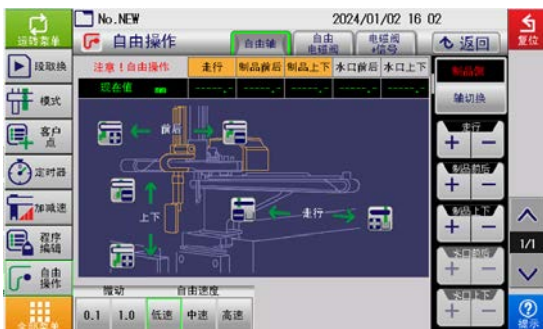 No.NEW
2024/01/02 16 02
运转菜单
自由操作
自由轴
自由
电磁阀
电磁阀
+信号
返回
复位
段取换
注意!自由操作
走行
制品前后
制品上下
水口前后
水口上下
制品侧
现在值 mm
-----.-
-----.-
-----.-
-----.-
-----.-
轴切换
模式
客户
点
前后
走行
+ -
定时器
制品前后
+ -
加减速
上下
走行
制品上下
+ -
程序
编辑
1/1
水口前后
+ -
自由
操作
微动
自由速度
水口上下
+ -
全部菜单
0.1
1.0
低速
中速
高速
提示